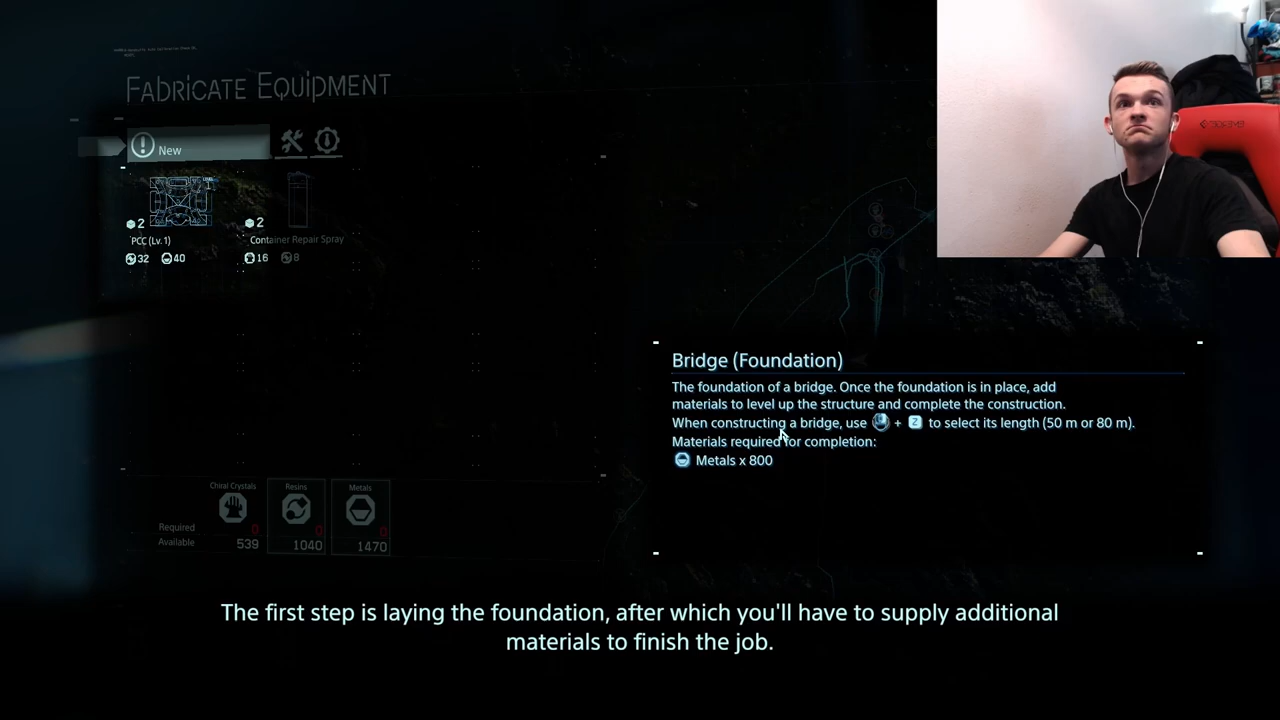 Fabricate Equipment
New
2
2
PCC (Lv. 1)
Container Repair Spray
32 40
16 8
Bridge (Foundation)
The foundation of a bridge. Once the foundation is in place, add
materials to level up the structure and complete the construction.
When constructing a bridge, use + Z to select its length (50 m or 80 m).
Materials required for completion:
Metals x 800
Chiral Crystals Resins Metals
Required 0 0 0
Available 539 1040 1470
The first step is laying the foundation, after which you'll have to supply additional
materials to finish the job.